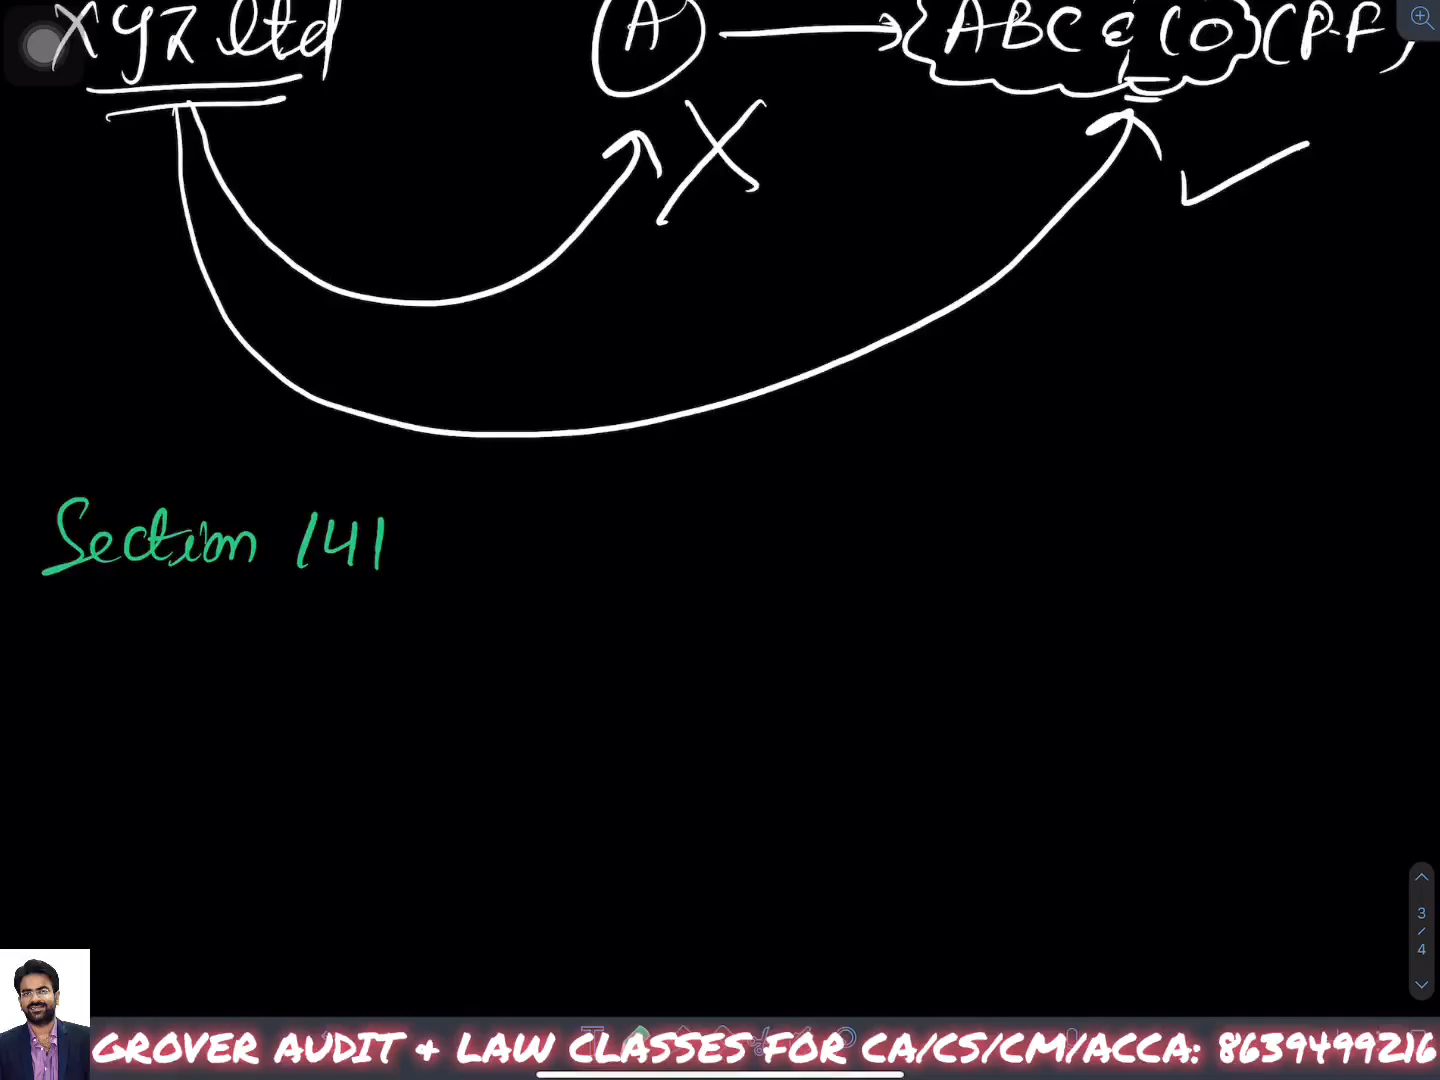 xyz ltd A ABC & CO (P.F)
X
Section 141
3
/
4
GROVER AUDIT & LAW CLASSES FOR CA/CS/CM/ACCA: 8639499216